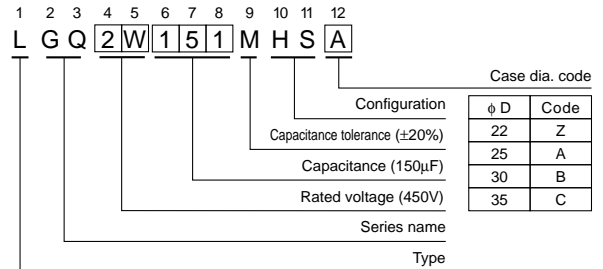 1 2 3 4 5 6 7 8 9 10 11 12
L G Q 2 W 1 5 1 M H S A
Case dia. code
φ D Code
22 Z
25 A
30 B
35 C
Configuration
Capacitance tolerance (±20%)
Capacitance (150μF)
Rated voltage (450V)
Series name
Type